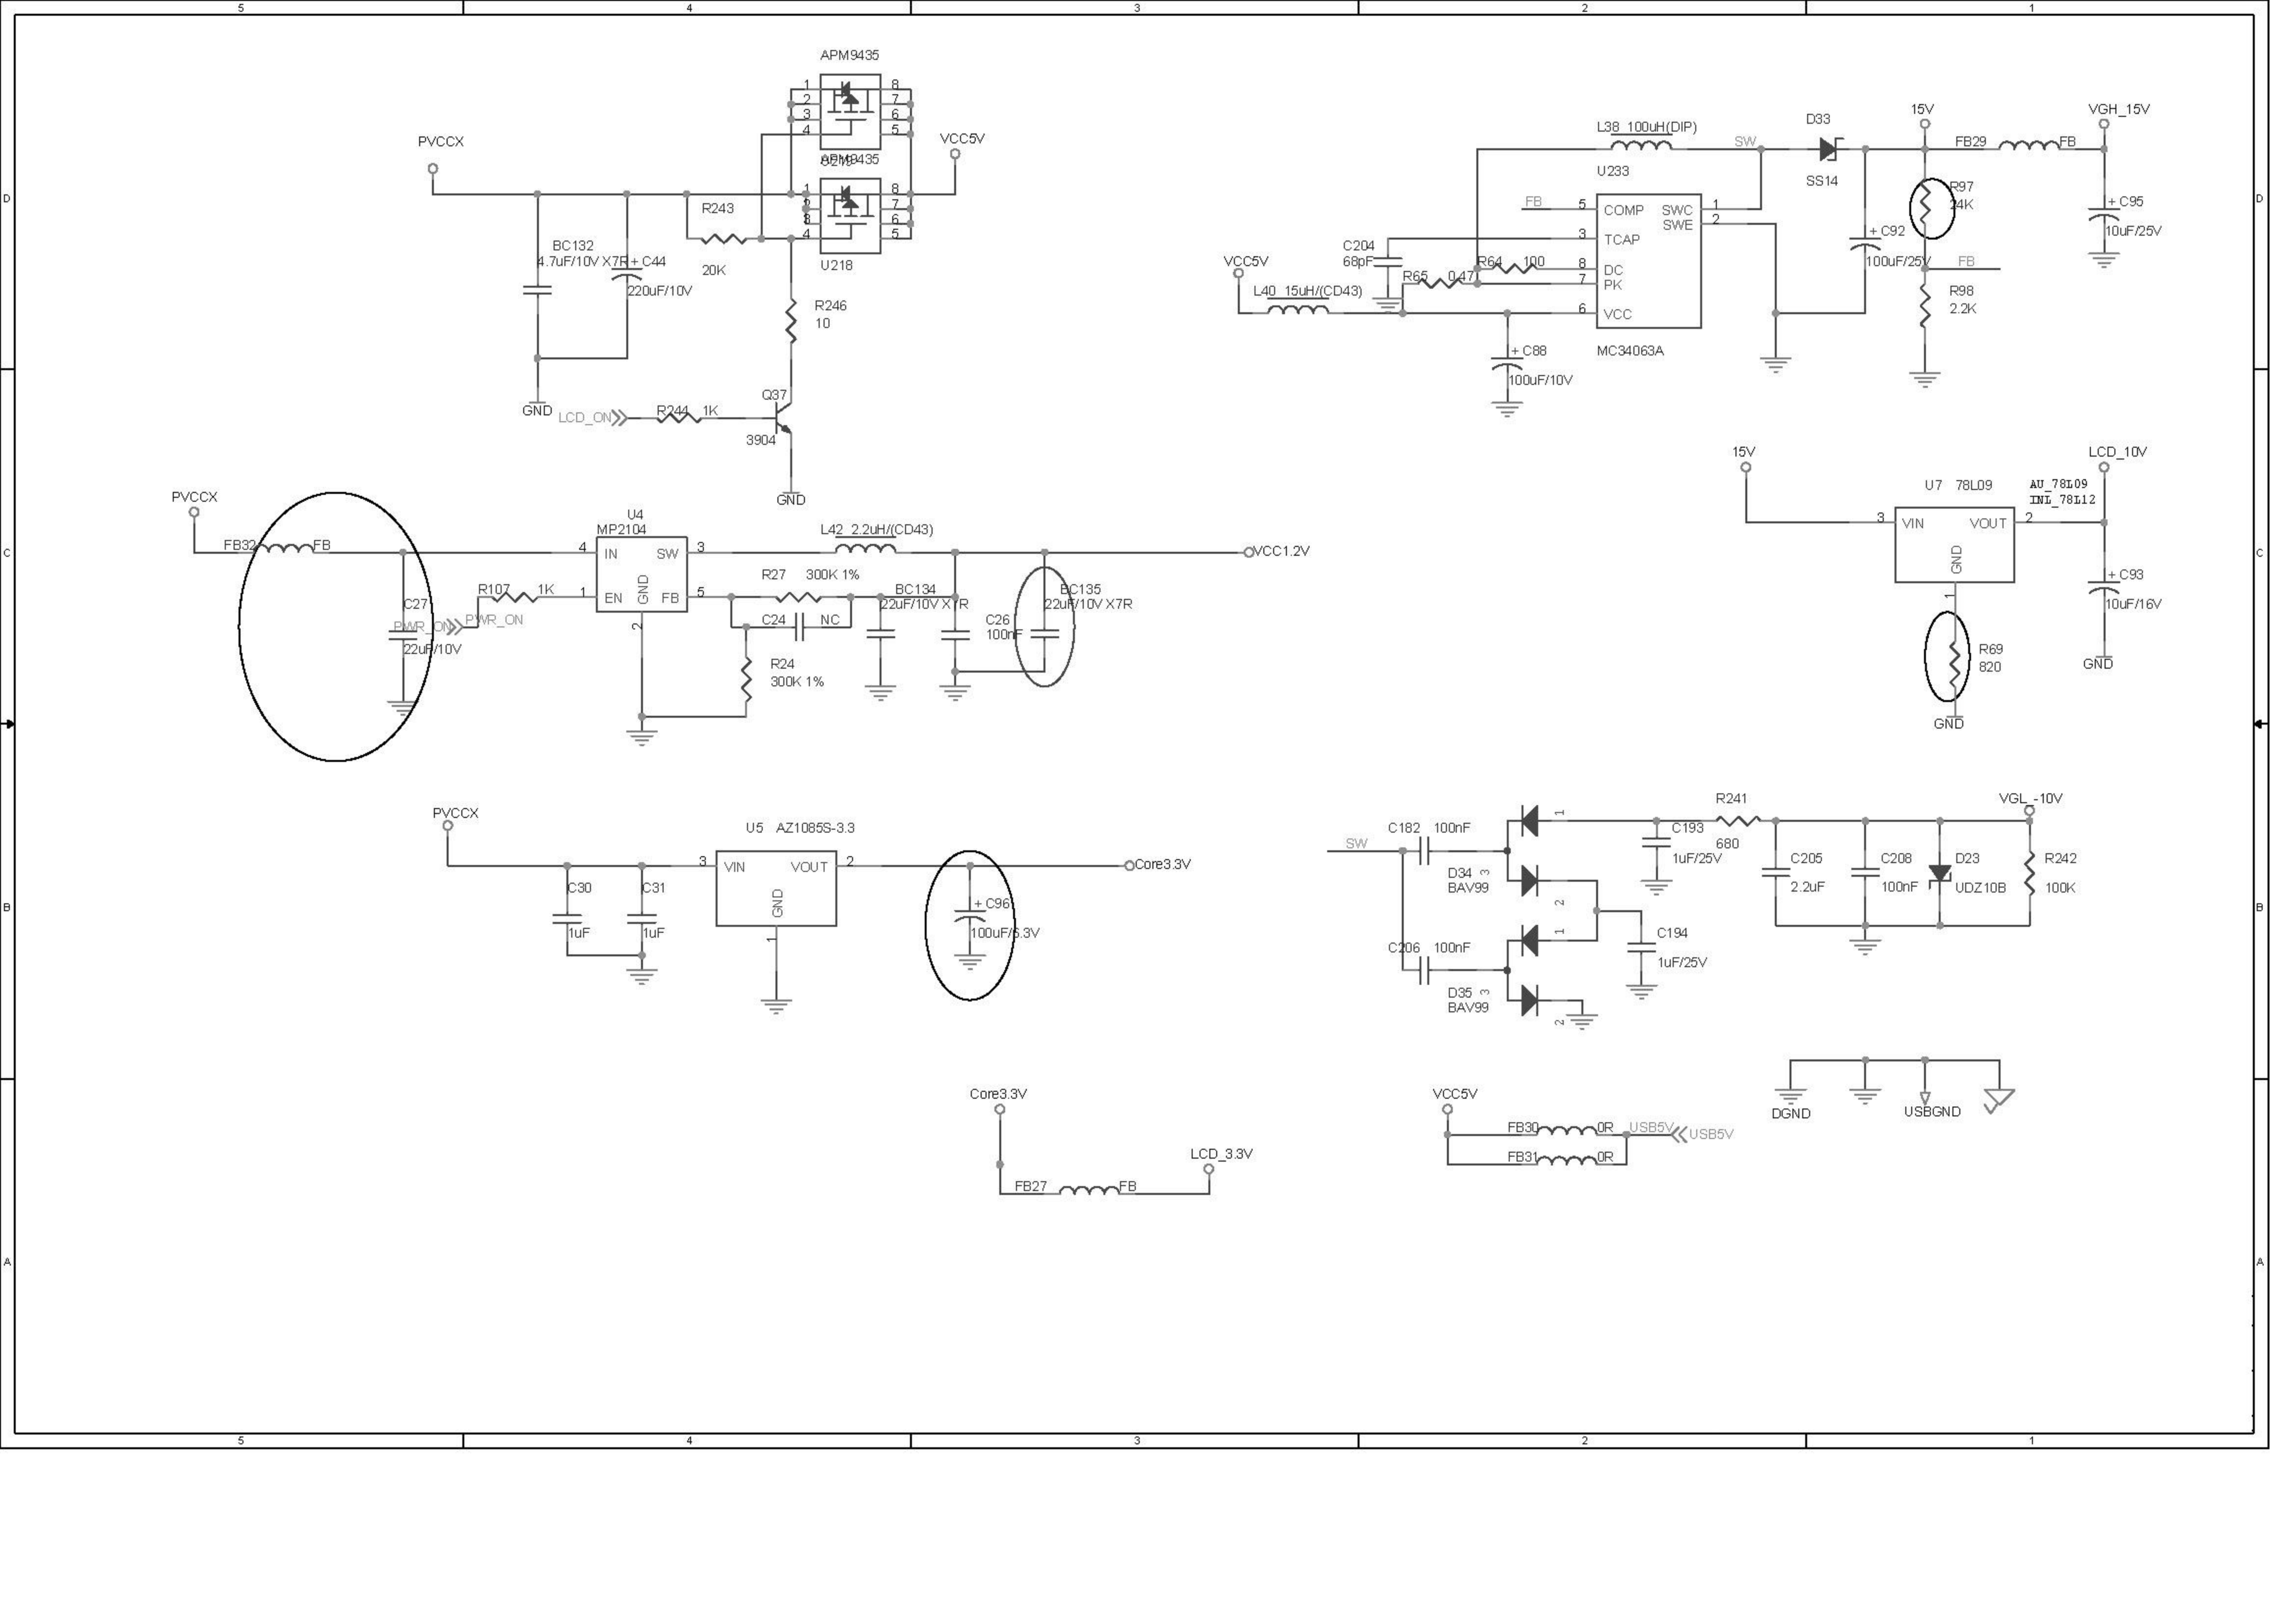 5 4 3 2 1
D
D
APM9435
1 8
2 7
3 6
4 5
PVCCX
VCC5V
APM9435
1 8
2 7
3 6
4 5
U218
R243
20K
BC132
4.7uF/10V X7R
+ C44
220uF/10V
R246
10
GND
LCD_ON
R244 1K
Q37
3904
GND
L38 100uH(DIP)
SW
D33
SS14
15V
FB29 FB
VGH_15V
R97
24K
+ C95
10uF/25V
U233
FB
5 COMP SWC 1
SWE 2
3 TCAP
8 DC
7 PK
6 VCC
MC34063A
+ C92
100uF/25V
FB
R98
2.2K
C204
68pF
R64 100
R65 0.47
VCC5V
L40 15uH/(CD43)
+ C88
100uF/10V
C
C
PVCCX
FB32 FB
C27
22uF/10V
PWR_ON
PWR_ON
R107 1K
U4
MP2104
4 IN SW 3
1 EN GND FB 5
2
L42 2.2uH/(CD43)
VCC1.2V
R27 300K 1%
C24 NC
R24
300K 1%
BC134
22uF/10V X7R
C26
100nF
BC135
22uF/10V X7R
15V
LCD_10V
U7 78L09
AU_78L09
INL_78L12
3 VIN VOUT 2
GND
1
R69
820
GND
+ C93
10uF/16V
GND
B
B
PVCCX
U5 AZ1085S-3.3
3 VIN VOUT 2
GND
1
C30
1uF
C31
1uF
+ C96
100uF/6.3V
Core3.3V
SW
C182 100nF
1
D34 3
BAV99
2
C206 100nF
1
D35 3
BAV99
2
C193
1uF/25V
C194
1uF/25V
R241
680
VGL_-10V
C205
2.2uF
C208
100nF
D23
UDZ10B
R242
100K
DGND
USBGND
A
A
Core3.3V
FB27 FB
LCD_3.3V
VCC5V
FB30 0R
FB31 0R
USB5V
USB5V
5 4 3 2 1